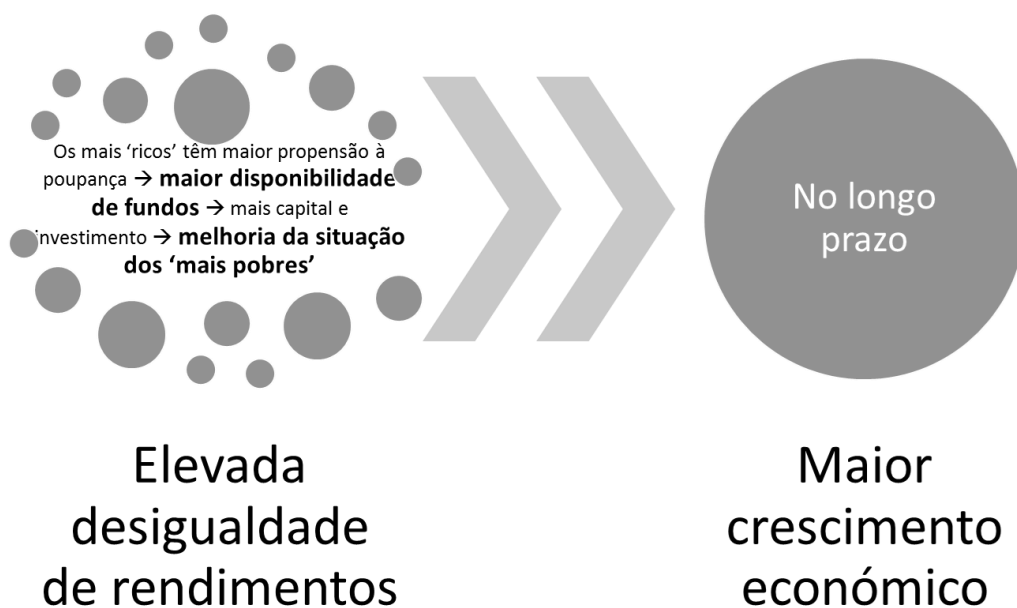 Os mais ‘ricos’ têm maior propensão à
poupança → maior disponibilidade
de fundos → mais capital e
investimento → melhoria da situação
dos ‘mais pobres’
No longo
prazo
Elevada
desigualdade
de rendimentos
Maior
crescimento
económico